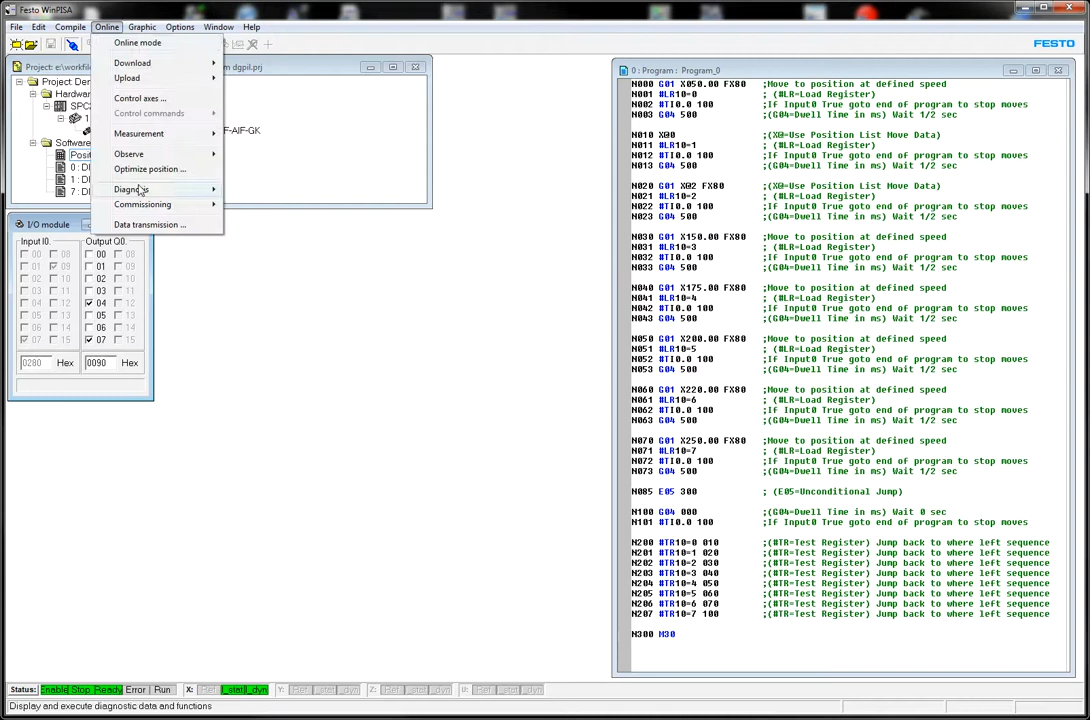 Festo WinPISA
File Edit Compile Online Graphic Options Window Help
FESTO
Online mode
Download
Upload
Control axes ...
Control commands
Measurement
Observe
Optimize position ...
Diagnosis
Commissioning
Data transmission ...
Project: e:\workfile
dgpil.prj
Project Dem
Hardwar
SPC2
1
F-AIF-GK
Softwar
Positi
0 : D
1 : D
7 : D
I/O module
Input I0. Output Q0.
00 08 00 08
01 09 01 09
02 10 02 10
03 11 03 11
04 12 04 12
05 13 05 13
06 14 06 14
07 15 07 15
0280 Hex 0090 Hex
0 : Program : Program_0
N000 G01 X050.00 FX80 ;Move to position at defined speed
N001 #LR10=0 ; (#LR=Load Register)
N002 #TI0.0 100 ;If Input0 True goto end of program to stop moves
N003 G04 500 ;(G04=Dwell Time in ms) Wait 1/2 sec
N010 X@0 ;(X@=Use Position List Move Data)
N011 #LR10=1 ; (#LR=Load Register)
N012 #TI0.0 100 ;If Input0 True goto end of program to stop moves
N013 G04 500 ;(G04=Dwell Time in ms) Wait 1/2 sec
N020 G01 X@2 FX80 ;(X@=Use Position List Move Data)
N021 #LR10=2 ; (#LR=Load Register)
N022 #TI0.0 100 ;If Input0 True goto end of program to stop moves
N023 G04 500 ;(G04=Dwell Time in ms) Wait 1/2 sec
N030 G01 X150.00 FX80 ;Move to position at defined speed
N031 #LR10=3 ; (#LR=Load Register)
N032 #TI0.0 100 ;If Input0 True goto end of program to stop moves
N033 G04 500 ;(G04=Dwell Time in ms) Wait 1/2 sec
N040 G01 X175.00 FX80 ;Move to position at defined speed
N041 #LR10=4 ; (#LR=Load Register)
N042 #TI0.0 100 ;If Input0 True goto end of program to stop moves
N043 G04 500 ;(G04=Dwell Time in ms) Wait 1/2 sec
N050 G01 X200.00 FX80 ;Move to position at defined speed
N051 #LR10=5 ; (#LR=Load Register)
N052 #TI0.0 100 ;If Input0 True goto end of program to stop moves
N053 G04 500 ;(G04=Dwell Time in ms) Wait 1/2 sec
N060 G01 X220.00 FX80 ;Move to position at defined speed
N061 #LR10=6 ; (#LR=Load Register)
N062 #TI0.0 100 ;If Input0 True goto end of program to stop moves
N063 G04 500 ;(G04=Dwell Time in ms) Wait 1/2 sec
N070 G01 X250.00 FX80 ;Move to position at defined speed
N071 #LR10=7 ; (#LR=Load Register)
N072 #TI0.0 100 ;If Input0 True goto end of program to stop moves
N073 G04 500 ;(G04=Dwell Time in ms) Wait 1/2 sec
N085 E05 300 ; (E05=Unconditional Jump)
N100 G04 000 ;(G04=Dwell Time in ms) Wait 0 sec
N101 #TI0.0 100 ;If Input0 True goto end of program to stop moves
N200 #TR10=0 010 ;(#TR=Test Register) Jump back to where left sequence
N201 #TR10=1 020 ;(#TR=Test Register) Jump back to where left sequence
N202 #TR10=2 030 ;(#TR=Test Register) Jump back to where left sequence
N203 #TR10=3 040 ;(#TR=Test Register) Jump back to where left sequence
N204 #TR10=4 050 ;(#TR=Test Register) Jump back to where left sequence
N205 #TR10=5 060 ;(#TR=Test Register) Jump back to where left sequence
N206 #TR10=6 070 ;(#TR=Test Register) Jump back to where left sequence
N207 #TR10=7 100 ;(#TR=Test Register) Jump back to where left sequence
N300 M30
Status: Enable Stop Ready Error Run X: Ref I_stat I_dyn Y: Ref I_stat I_dyn Z: Ref I_stat I_dyn U: Ref I_stat I_dyn
Display and execute diagnostic data and functions